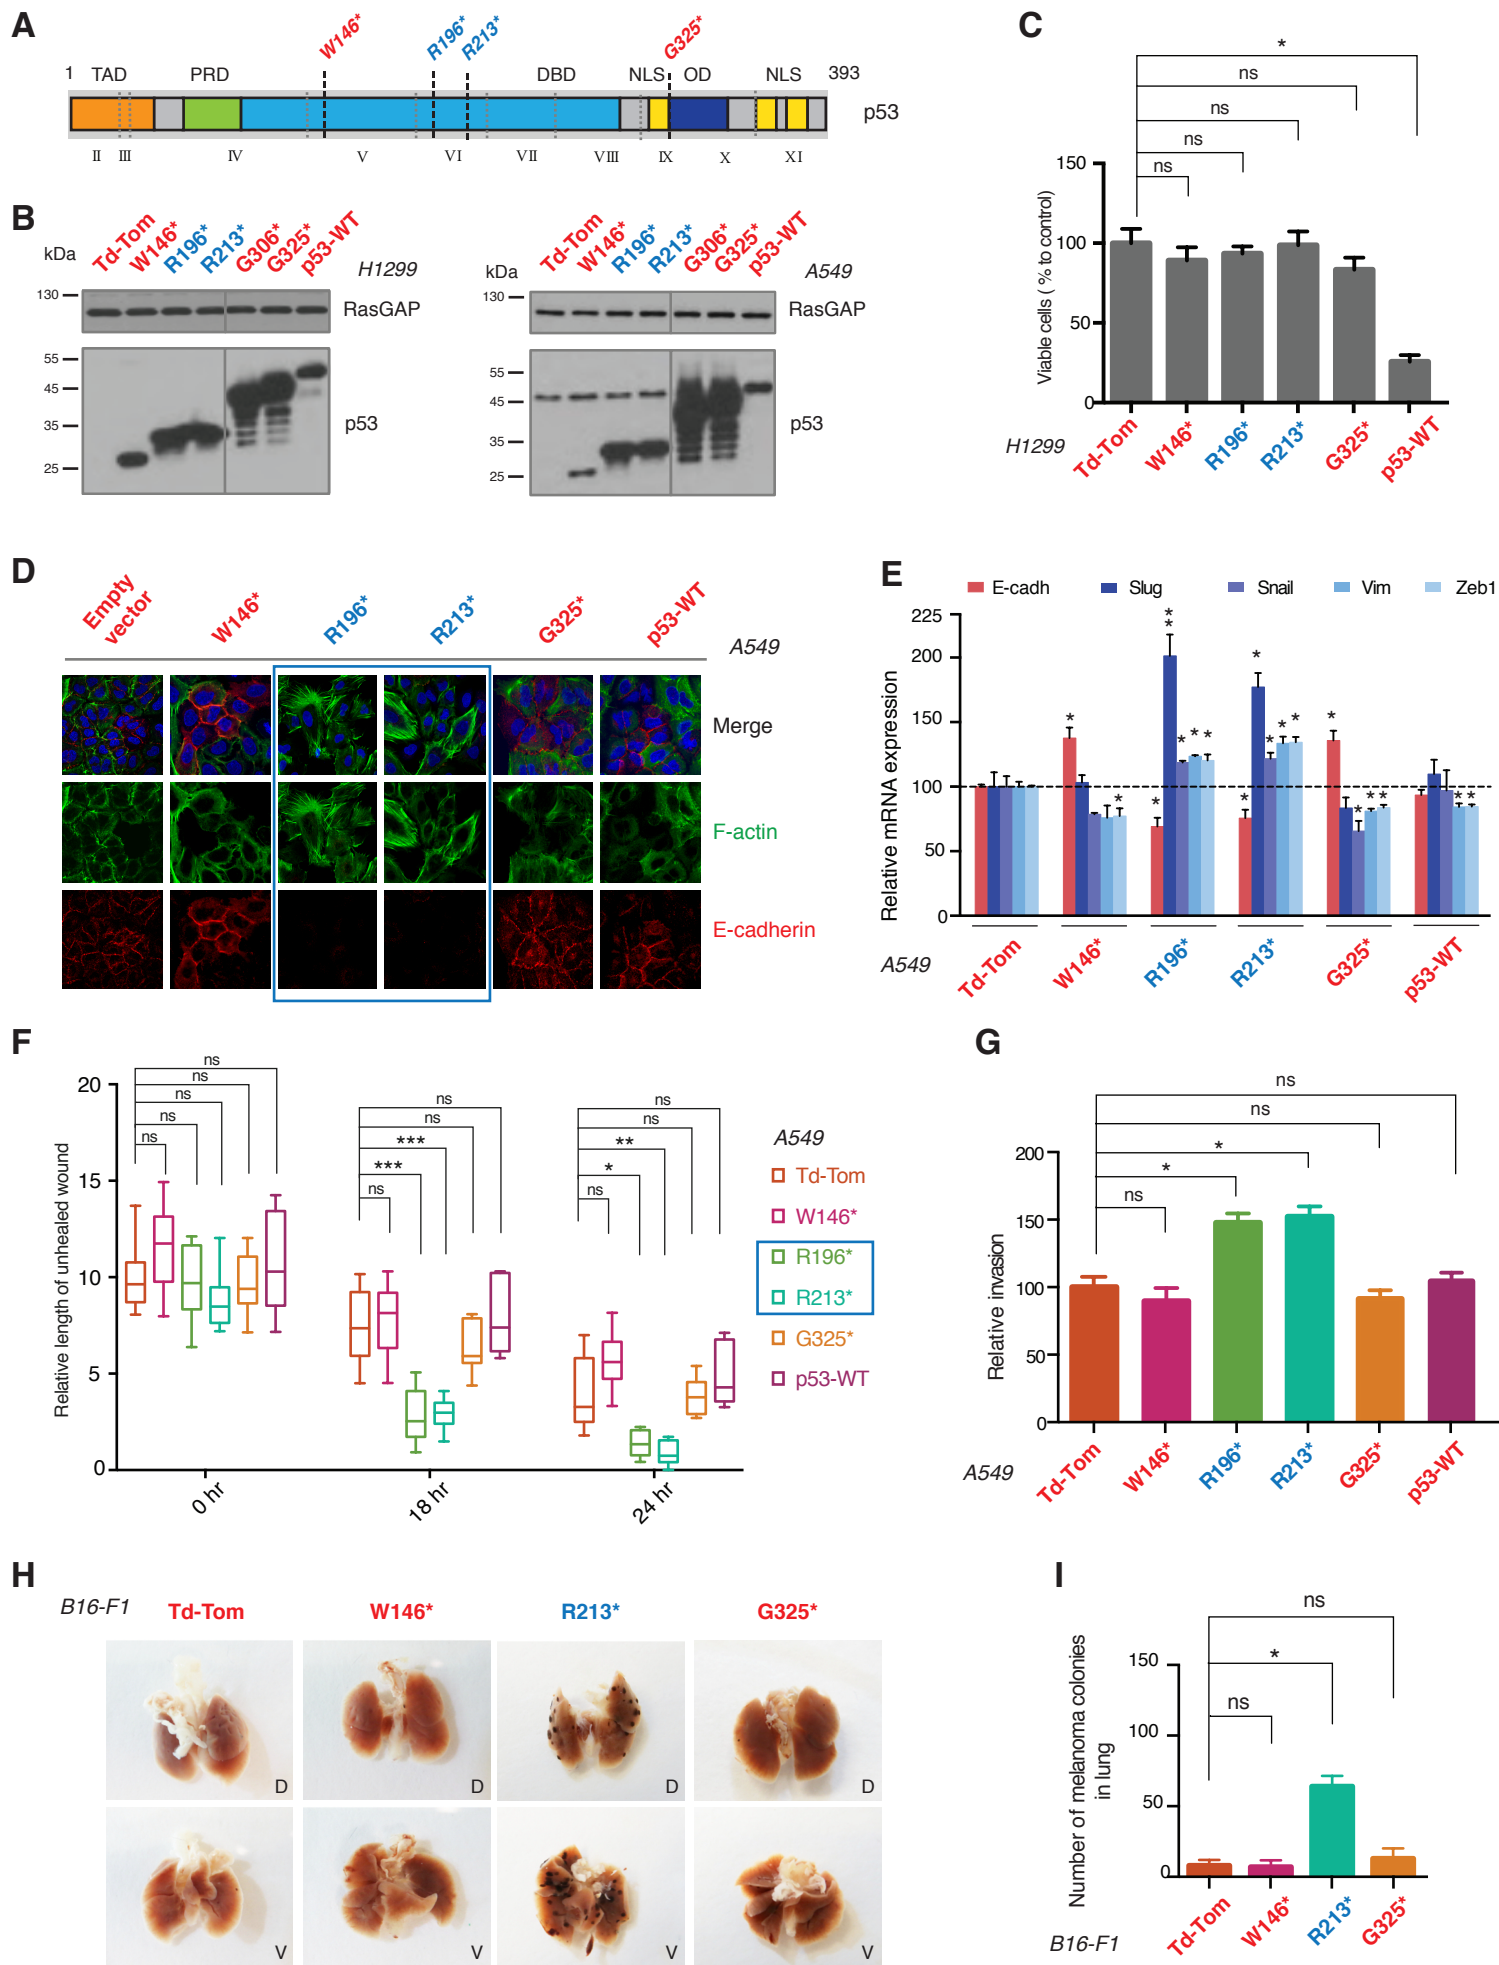 A
W146*
R196*
R213*
G325*
1 TAD PRD DBD NLS OD NLS 393
p53
II III IV V VI VII VIII IX X XI
B
kDa
Td-Tom
W146*
R196*
R213*
G306*
G325*
p53-WT
H1299
130
RasGAP
55
45
35
25
p53
kDa
Td-Tom
W146*
R196*
R213*
G306*
G325*
p53-WT
A549
130
RasGAP
55
45
35
25
p53
C
*
ns
ns
ns
ns
Viable cells ( % to control)
150
100
50
0
H1299
Td-Tom
W146*
R196*
R213*
G325*
p53-WT
D
Empty
vector
W146*
R196*
R213*
G325*
p53-WT
A549
Merge
F-actin
E-cadherin
E
E-cadh Slug Snail Vim Zeb1
Relative mRNA expression
225
200
150
100
50
0
*
* *
* * *
*
*
* * *
*
*
*
* * *
* *
A549
Td-Tom
W146*
R196*
R213*
G325*
p53-WT
F
Relative length of unhealed wound
20
15
10
5
0
ns
ns
ns
ns
ns
ns
ns
***
***
ns
ns
ns
**
*
ns
0 hr
18 hr
24 hr
A549
Td-Tom
W146*
R196*
R213*
G325*
p53-WT
G
ns
ns
*
*
ns
Relative invasion
200
150
100
50
0
A549
Td-Tom
W146*
R196*
R213*
G325*
p53-WT
H
B16-F1 Td-Tom W146* R213* G325*
D D D D
V V V V
I
ns
*
ns
Number of melanoma colonies
in lung
150
100
50
0
B16-F1
Td-Tom
W146*
R213*
G325*